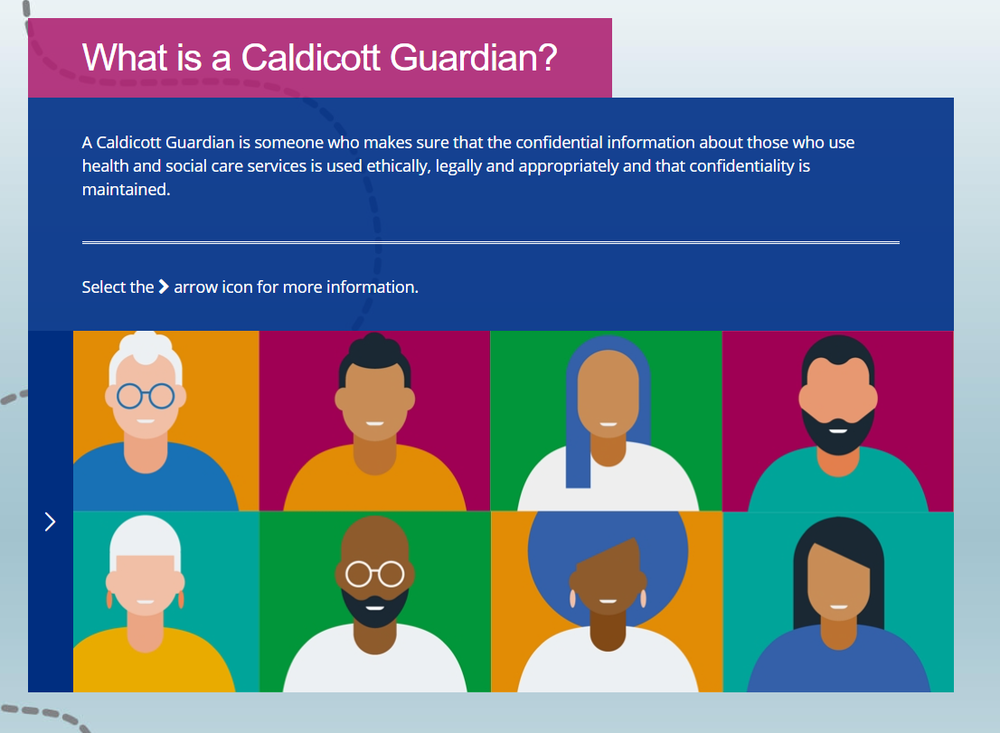 What is a Caldicott Guardian?
A Caldicott Guardian is someone who makes sure that the confidential information about those who use
health and social care services is used ethically, legally and appropriately and that confidentiality is
maintained.
Select the arrow icon for more information.